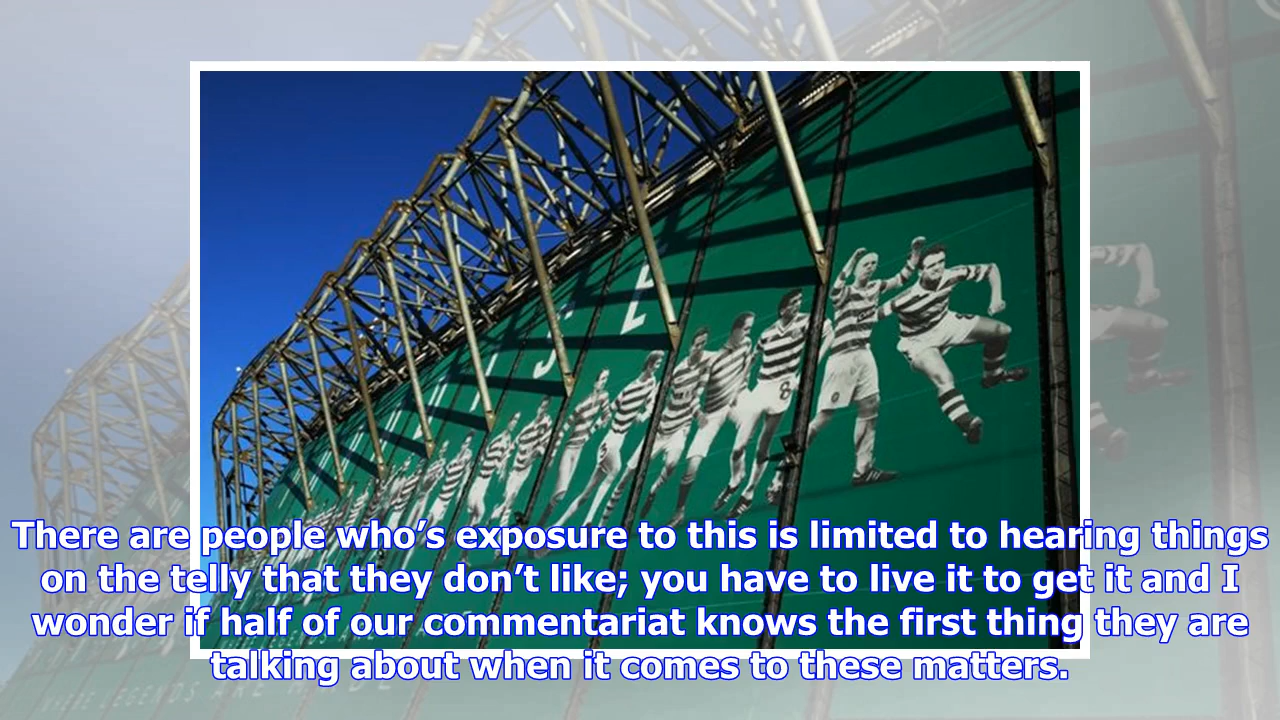 There are people who’s exposure to this is limited to hearing things
on the telly that they don’t like; you have to live it to get it and I
wonder if half of our commentariat knows the first thing they are
talking about when it comes to these matters.
8